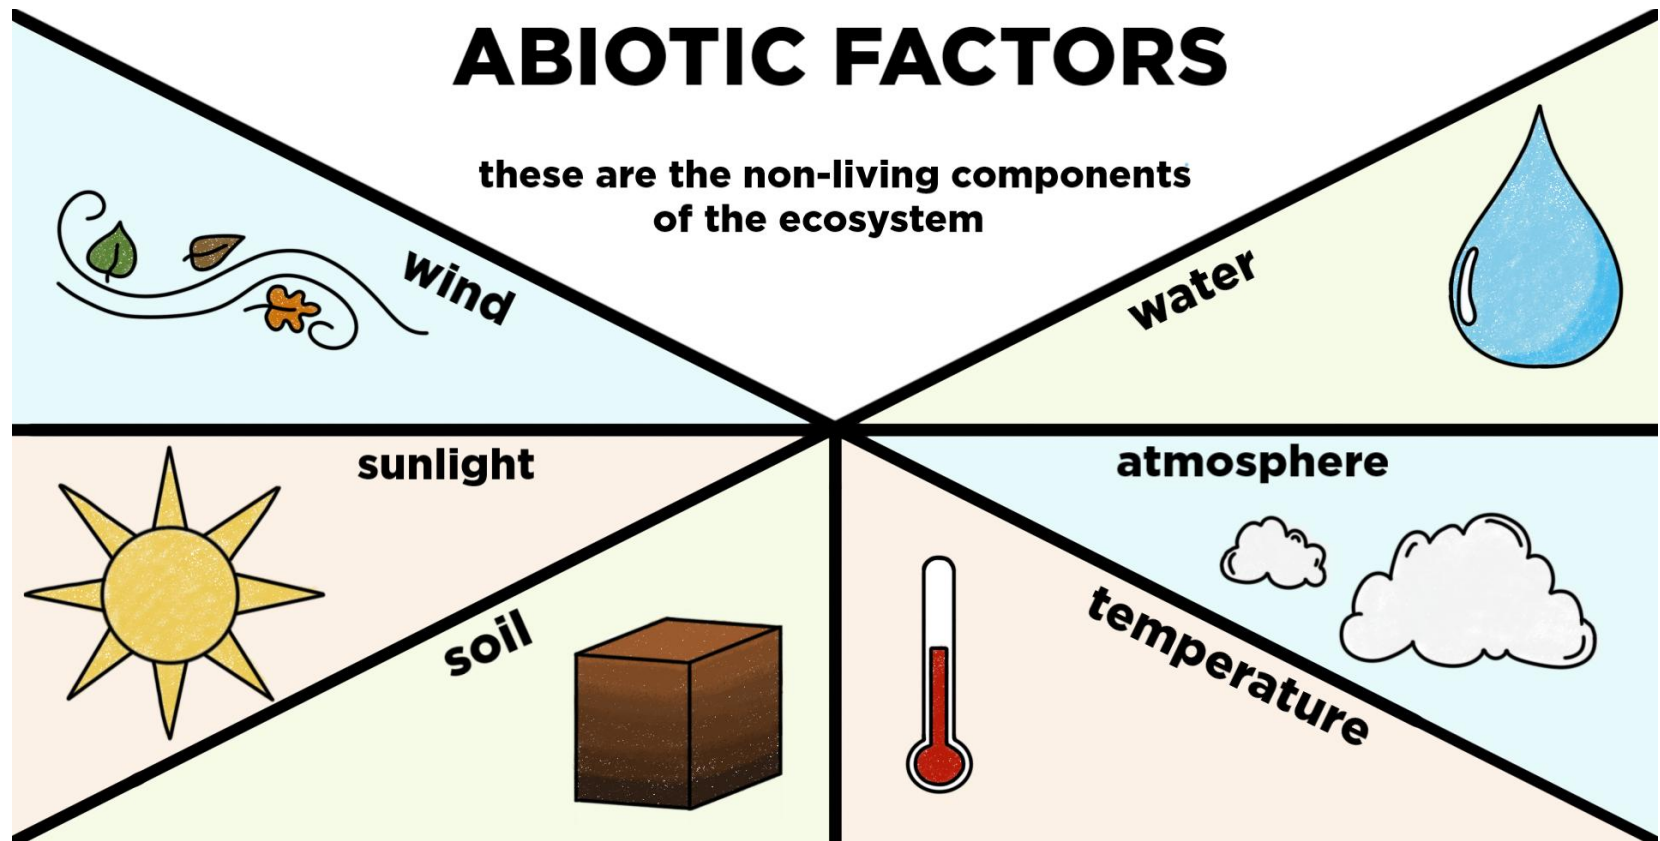 ABIOTIC FACTORS
these are the non-living components
of the ecosystem
wind
water
sunlight
atmosphere
soil
temperature